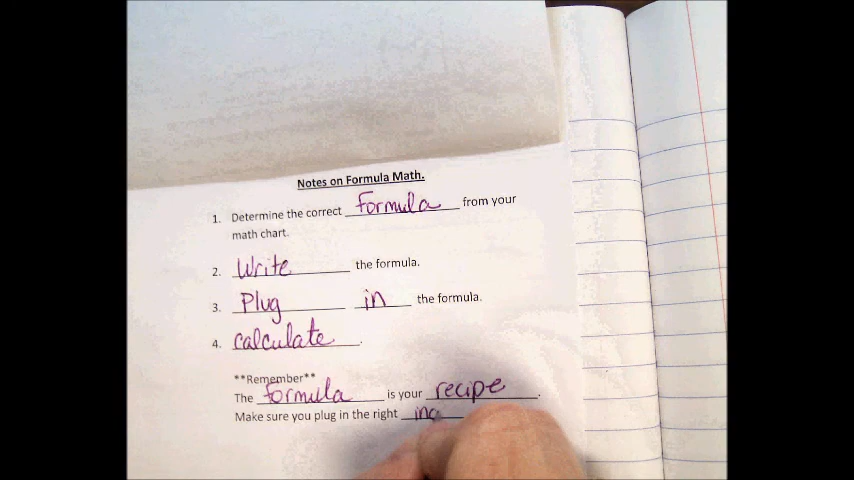 Notes on Formula Math.
1. Determine the correct formula from your
math chart.
2. Write the formula.
3. Plug in the formula.
4. calculate.
**Remember**
The formula is your recipe.
Make sure you plug in the right